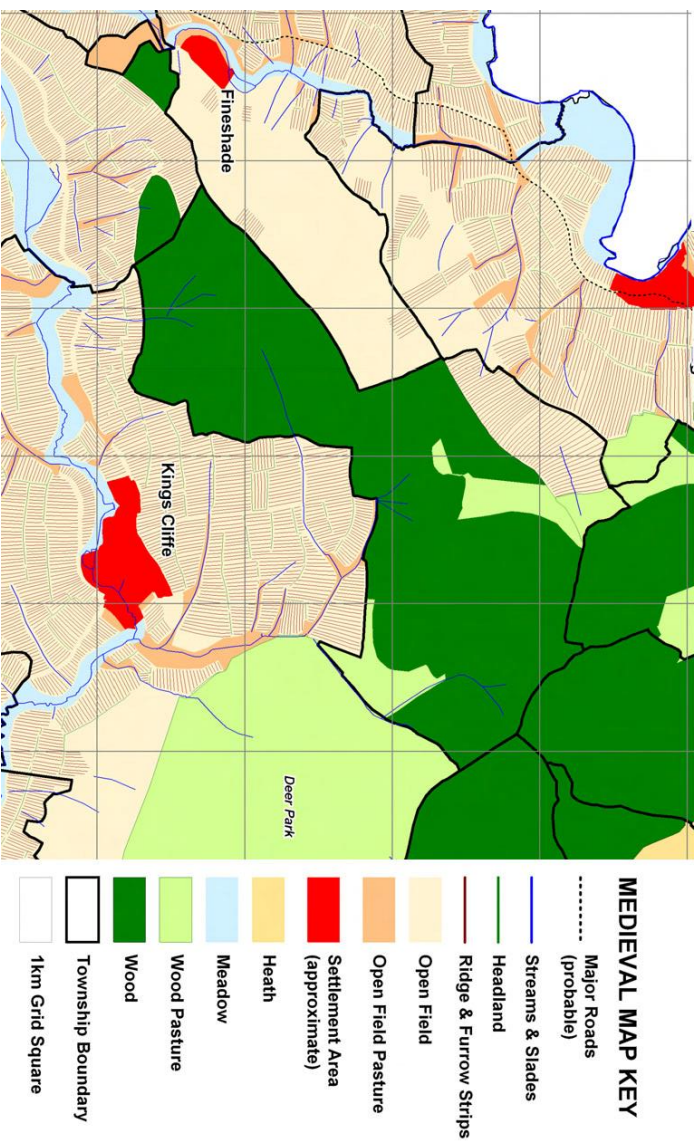 Fineshade
Kings Cliffe
Deer Park
MEDIEVAL MAP KEY
Major Roads
(probable)
Streams & Slades
Headland
Ridge & Furrow Strips
Open Field
Open Field Pasture
Settlement Area
(approximate)
Heath
Meadow
Wood Pasture
Wood
Township Boundary
1km Grid Square